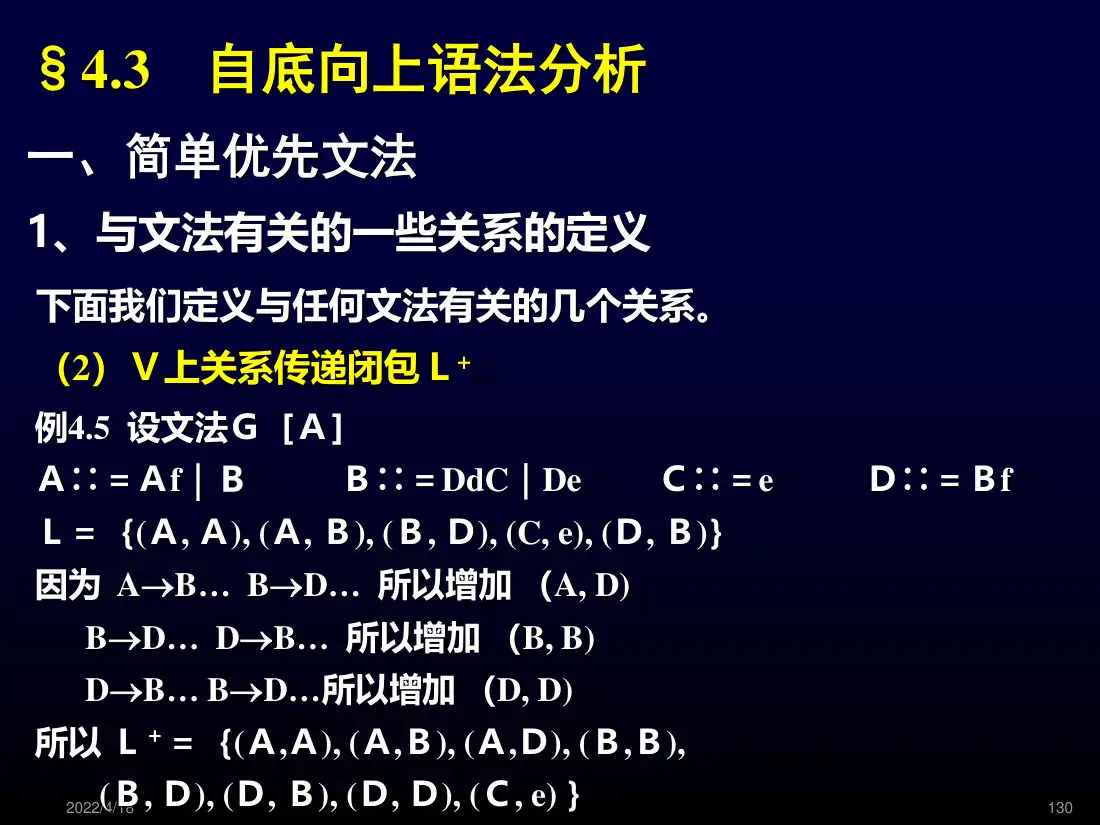 §4.3 自底向上语法分析
一、简单优先文法
1、与文法有关的一些关系的定义
下面我们定义与任何文法有关的几个关系。
（2）Ｖ上关系传递闭包Ｌ⁺
例4.5 设文法Ｇ［Ａ］
Ａ∷＝Ａf｜Ｂ Ｂ∷＝DdC｜De Ｃ∷＝e Ｄ∷＝Ｂf
Ｌ＝｛(Ａ, Ａ), (Ａ, Ｂ), (Ｂ, Ｄ), (C, e), (Ｄ, Ｂ)｝
因为 A→B… B→D… 所以增加 （A, D)
B→D… D→B… 所以增加 （B, B)
D→B… B→D…所以增加 （D, D)
所以 Ｌ⁺＝｛(Ａ,Ａ), (Ａ,Ｂ), (Ａ,Ｄ), (Ｂ,Ｂ),
(Ｂ, Ｄ), (Ｄ, Ｂ), (Ｄ, Ｄ), (Ｃ, e)｝
2022/4/18 130